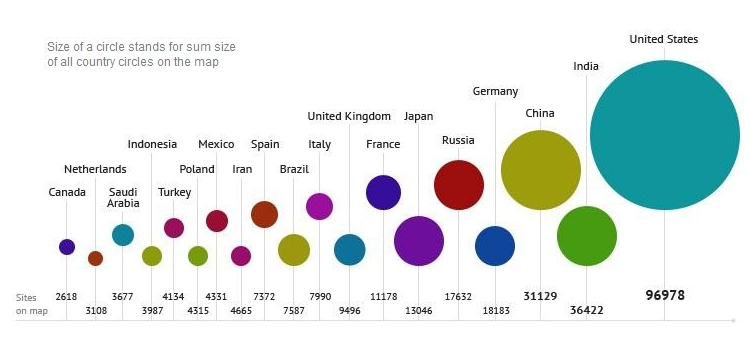 Size of a circle stands for sum size
of all country circles on the map
United States
India
Germany
China
United Kingdom
Japan
Russia
Indonesia
Mexico
Spain
Italy
France
Netherlands
Poland
Iran
Brazil
Canada
Saudi
Arabia
Turkey
Sites
on map
2618
3108
3677
3987
4134
4315
4331
4665
7372
7587
7990
9496
11178
13046
17632
18183
31129
36422
96978